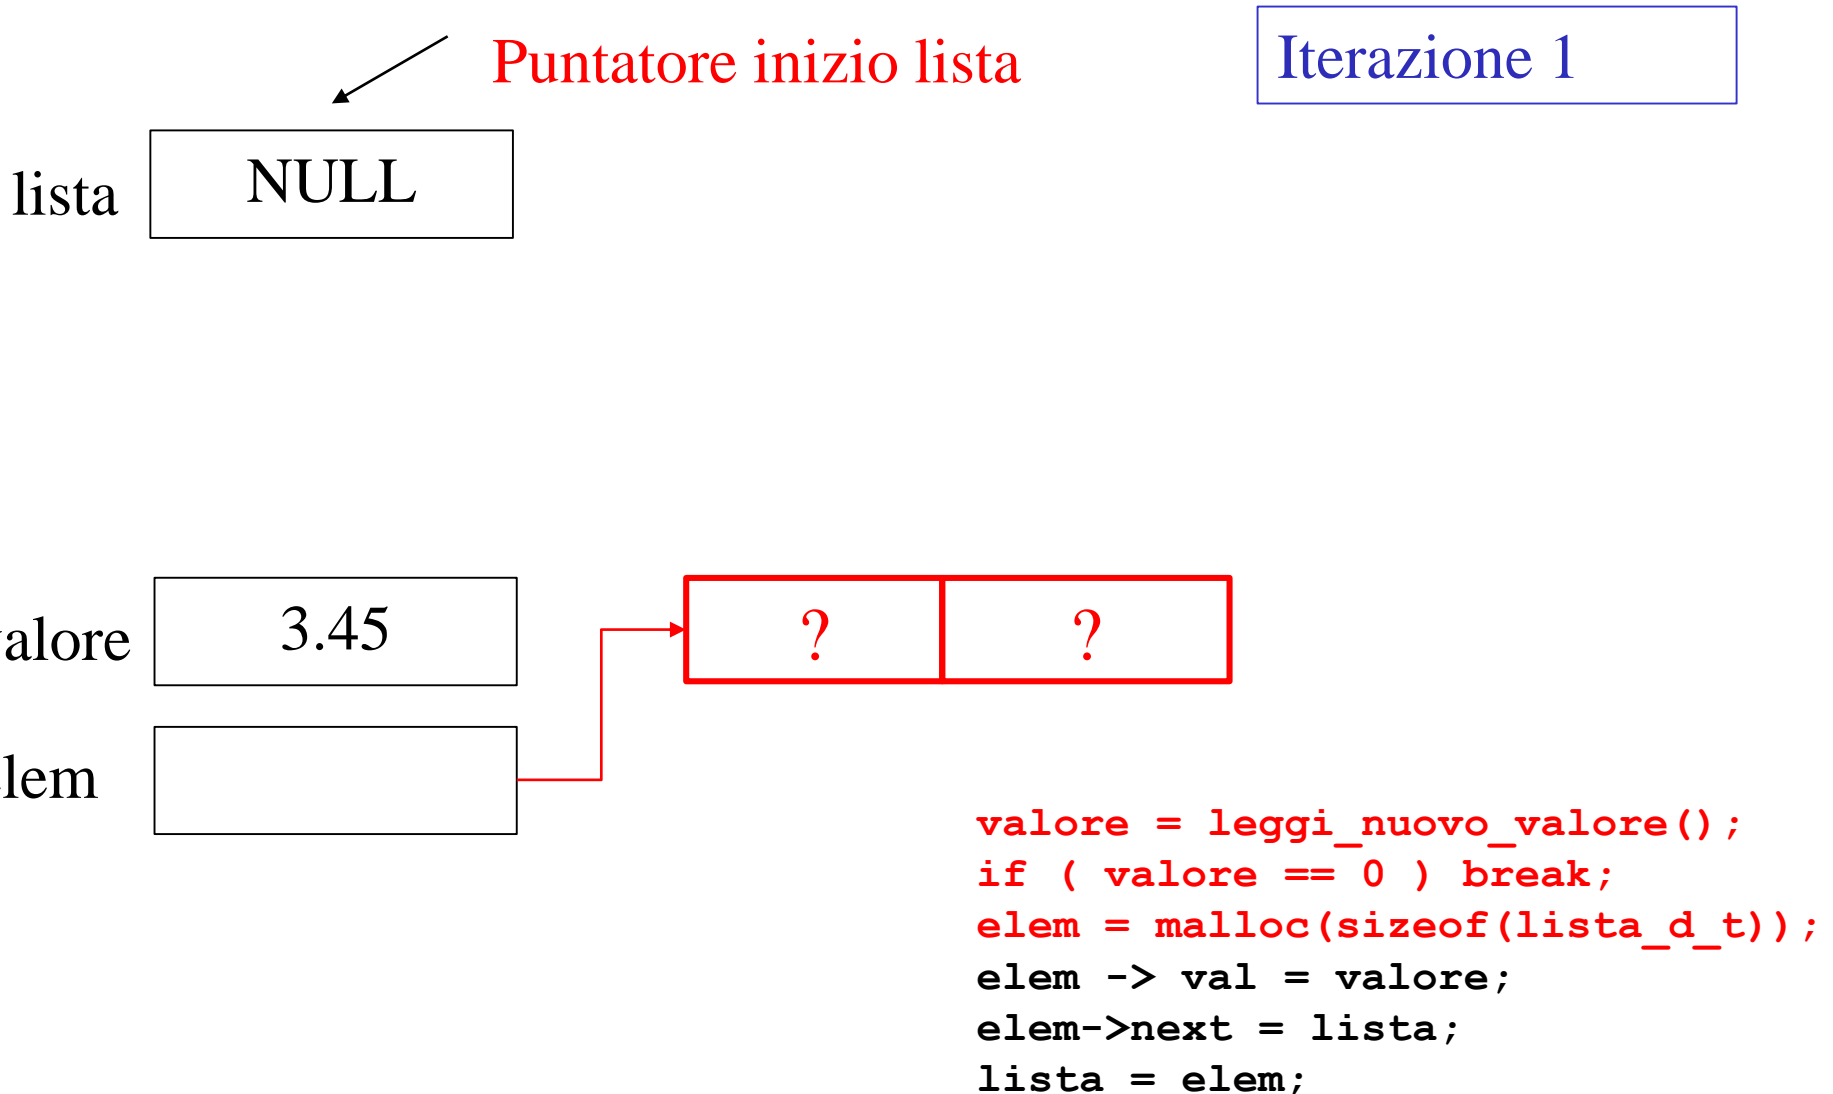 Puntatore inizio lista
Iterazione 1
lista
NULL
alore
3.45
?
?
lem
valore = leggi_nuovo_valore();
if ( valore == 0 ) break;
elem = malloc(sizeof(lista_d_t));
elem -> val = valore;
elem->next = lista;
lista = elem;